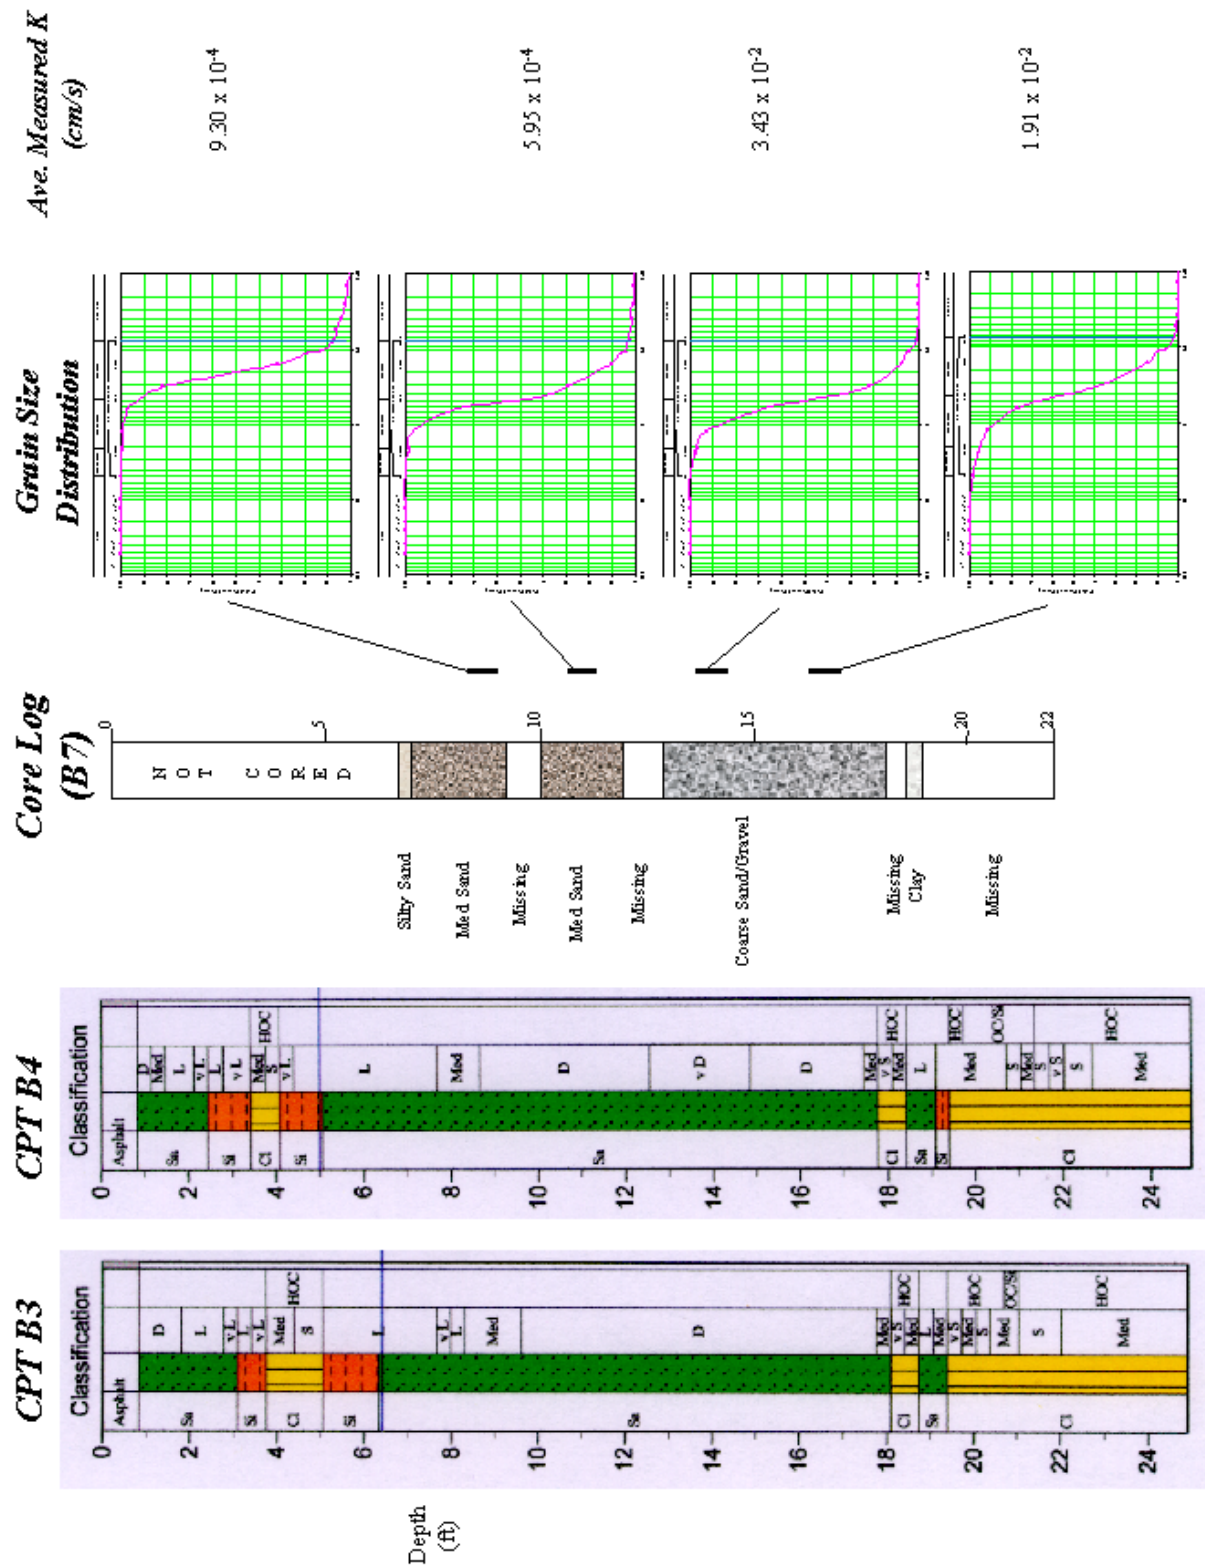 CPT B3
CPT B4
Core Log
(B7)
Grain Size
Distribution
Ave. Measured K
(cm/s)
Depth
(ft)
0
2
4
6
8
10
12
14
16
18
20
22
24
Classification
Asphalt
Sa
Si
Cl
Si
Sa
Cl
Sa
Cl
D
L
v L
L
v L
Med
S
L
v L
L
Med
D
Med
v S
L
Med
v S
Med
S
Med
S
Med
HOC
HOC
HOC
OC/Si
HOC
0
2
4
6
8
10
12
14
16
18
20
22
24
Classification
Asphalt
Sa
Si
Cl
Si
Sa
Cl
Sa
Si
Cl
D
Med
L
v L
L
v L
Med
S
v L
L
Med
D
v D
D
Med
v S
Med
L
Med
S
Med
S
v S
S
Med
HOC
HOC
HOC
OC/Si
HOC
Silty Sand
Med Sand
Missing
Med Sand
Missing
Coarse Sand/Gravel
Missing
Clay
Missing
N O T C O R E D
0
5
10
15
20
22
9.30 x 10-4
5.95 x 10-4
3.43 x 10-2
1.91 x 10-2